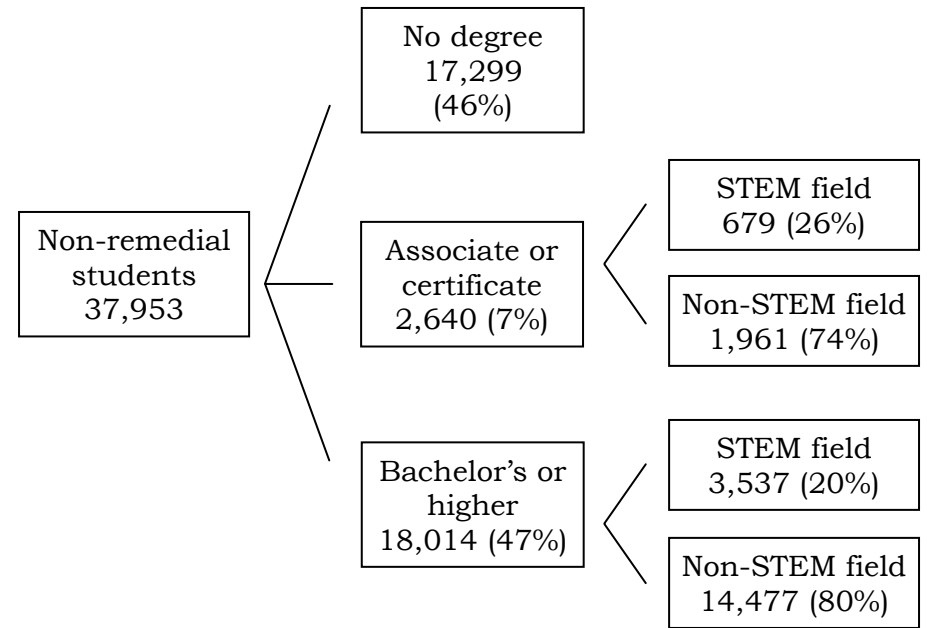 Non-remedial
students
37,953
No degree
17,299
(46%)
Associate or
certificate
2,640 (7%)
STEM field
679 (26%)
Non-STEM field
1,961 (74%)
Bachelor’s or
higher
18,014 (47%)
STEM field
3,537 (20%)
Non-STEM field
14,477 (80%)